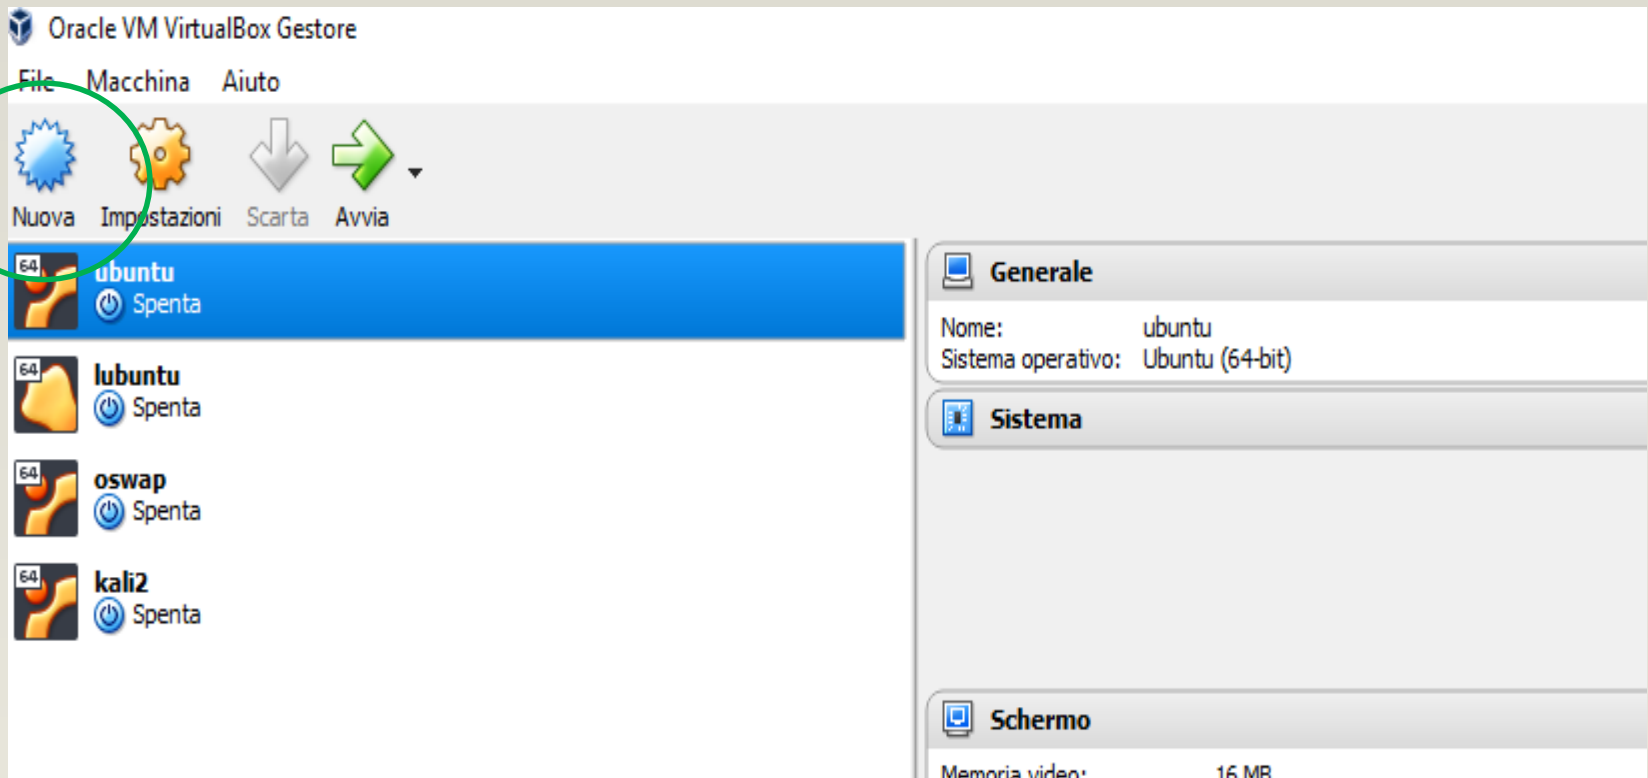 Oracle VM VirtualBox Gestore
File Macchina Aiuto
Nuova Impostazioni Scarta Avvia
64 ubuntu
Spenta
64 lubuntu
Spenta
64 oswap
Spenta
64 kali2
Spenta
Generale
Nome: ubuntu
Sistema operativo: Ubuntu (64-bit)
Sistema
Schermo
Memoria video: 16 MB